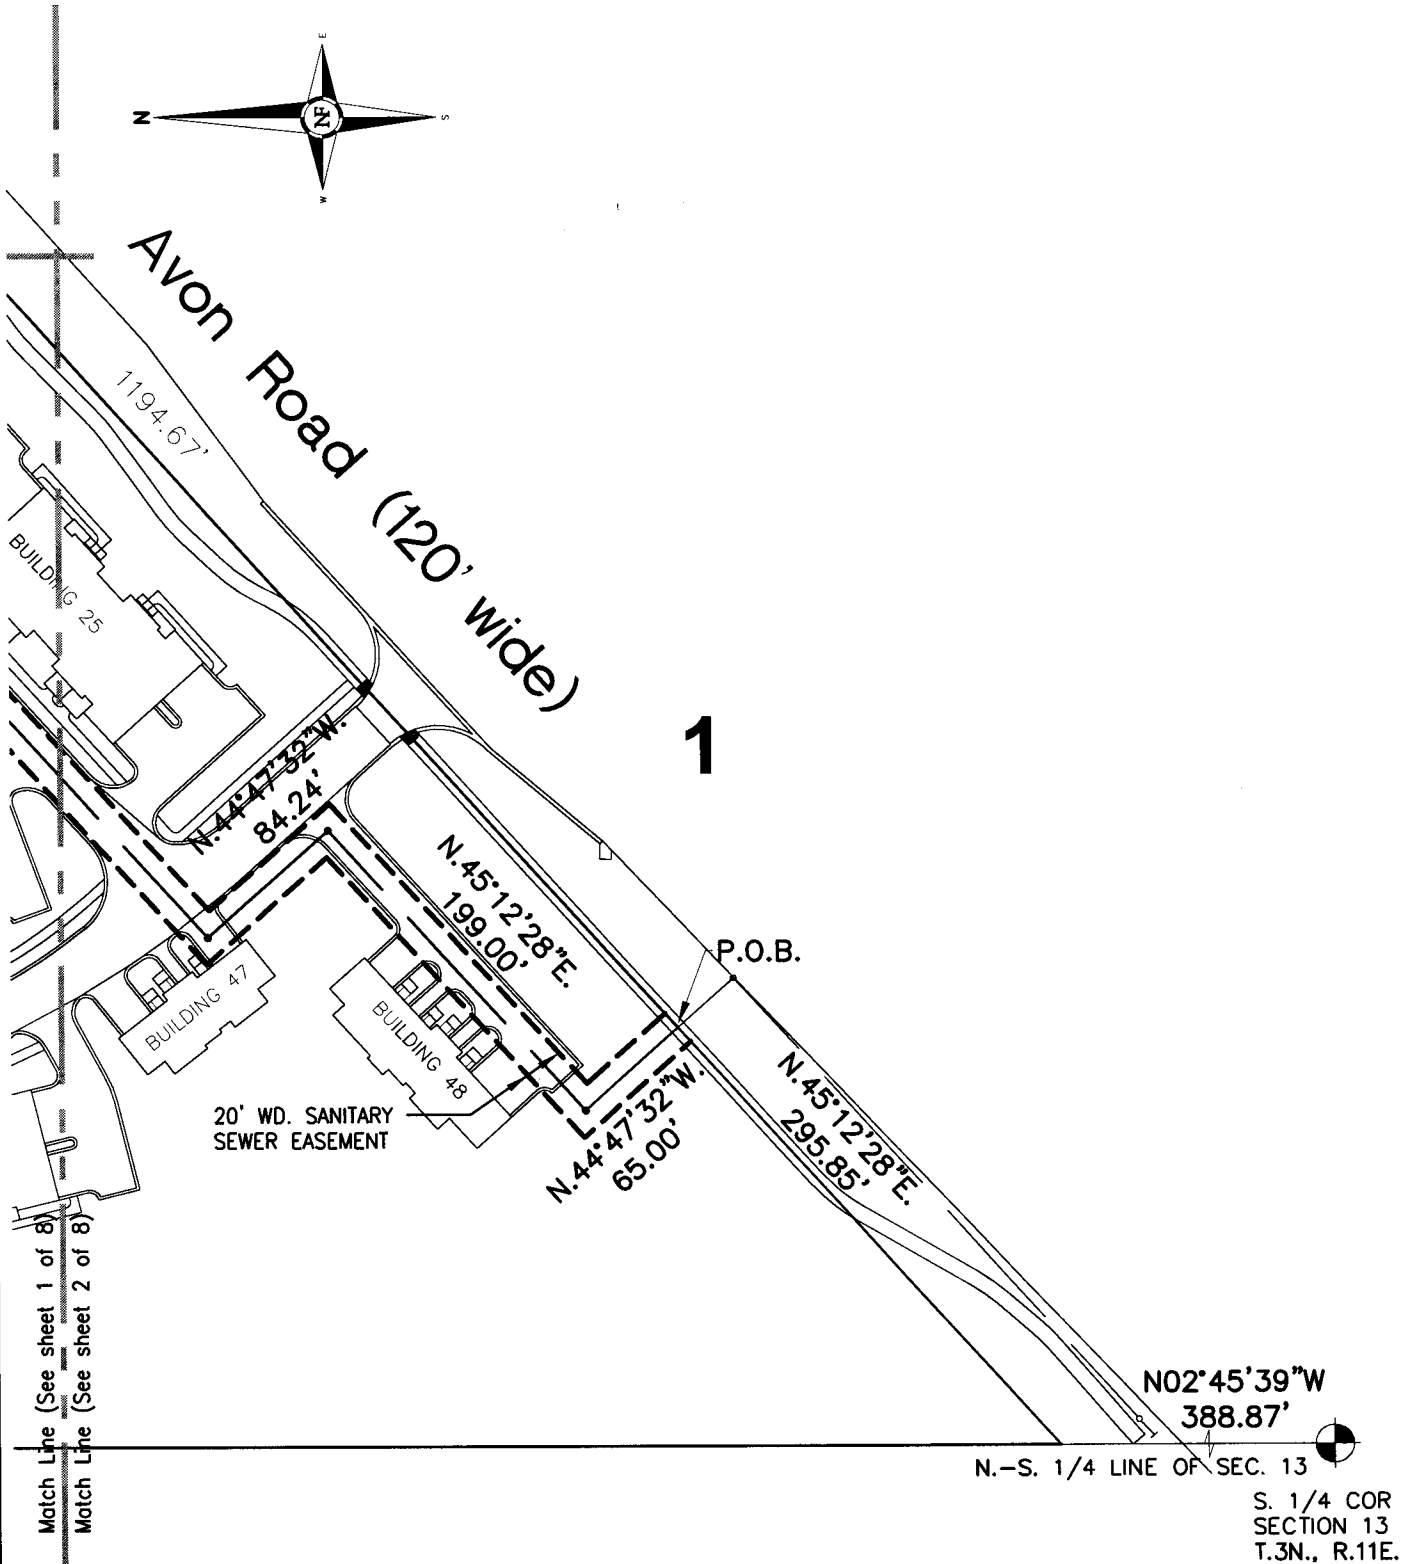 E
N
NF
S
W
Avon Road (120' wide)
1194.67'
BUILDING 25
1
N.44°47'32"W.
84.24'
N.45°12'28"E.
199.00'
P.O.B.
BUILDING 47
BUILDING 48
N.45°12'28"E.
295.85'
N.44°47'32"W.
65.00'
20' WD. SANITARY
SEWER EASEMENT
Match Line (See sheet 1 of 8)
Match Line (See sheet 2 of 8)
N02°45'39"W
388.87'
N.-S. 1/4 LINE OF SEC. 13
S. 1/4 COR
SECTION 13
T.3N., R.11E.